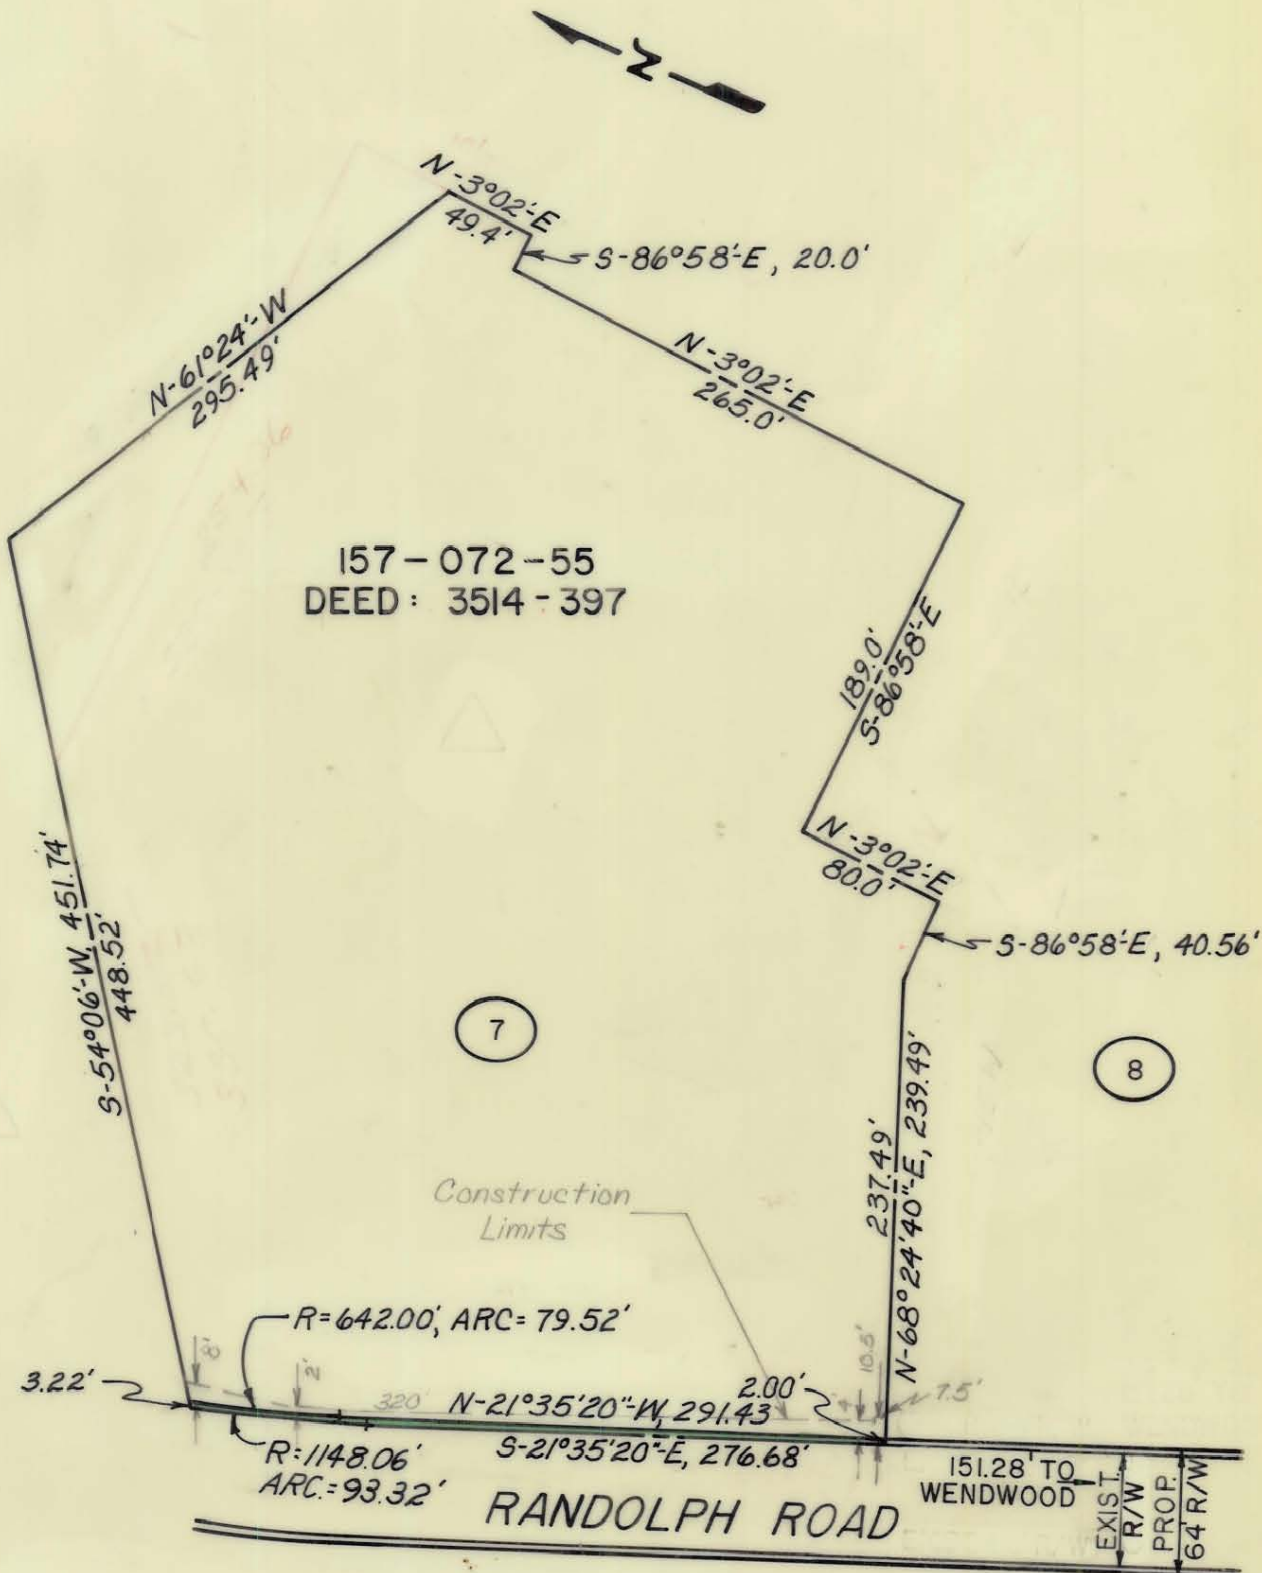 N
N-3°02'-E
49.4'
S-86°58'-E, 20.0'
N-61°24'-W
295.49'
N-3°02'-E
265.0'
157-072-55
DEED: 3514-397
189.0'
S-86°58'-E
N-3°02'-E
80.0'
S-86°58'-E, 40.56'
S-54°06'-W, 451.74'
448.52'
7
8
237.49'
N-68°24'40"-E, 239.49'
Construction
Limits
R=642.00', ARC=79.52'
8'
2'
10.5'
3.22'
320'
N-21°35'20"-W, 291.43
2.00'
7.5'
S-21°35'20"-E, 276.68'
R=1148.06'
ARC.=93.32'
151.28' TO
WENDWOOD
RANDOLPH ROAD
EXIST.
R/W
PROP.
64' R/W